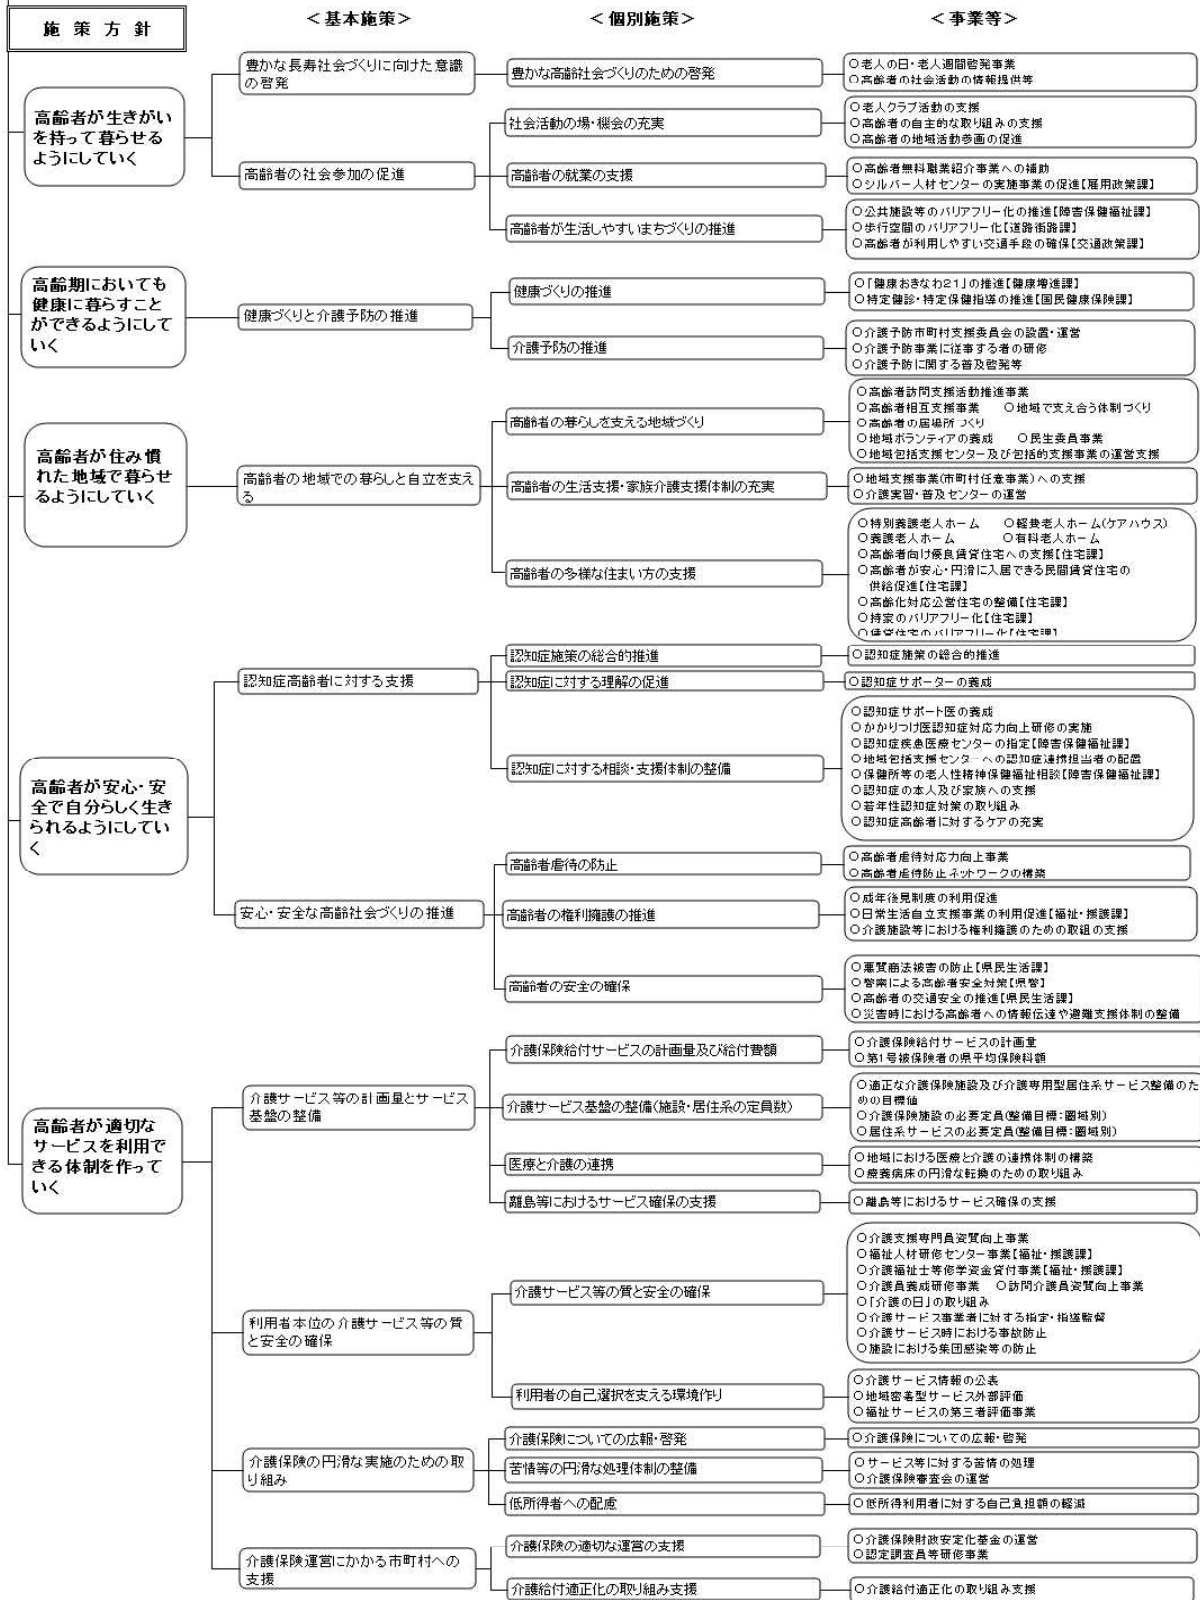 施策方針
＜基本施策＞
＜個別施策＞
＜事業等＞
高齢者が生きがい
を持って暮らせる
ようにしていく
豊かな長寿社会づくりに向けた意識
の啓発
豊かな高齢社会づくりのための啓発
○老人の日・老人週間啓発事業
○高齢者の社会活動の情報提供等
高齢者の社会参加の促進
社会活動の場・機会の充実
○老人クラブ活動の支援
○高齢者の自主的な取り組みの支援
○高齢者の地域活動参画の促進
高齢者の就業の支援
○高齢者無料職業紹介事業への補助
○シルバー人材センターの実施事業の促進【雇用政策課】
高齢者が生活しやすいまちづくりの推進
○公共施設等のバリアフリー化の推進【障害保健福祉課】
○歩行空間のバリアフリー化【道路街路課】
○高齢者が利用しやすい交通手段の確保【交通政策課】
高齢期においても
健康に暮らすこと
ができるようにして
いく
健康づくりと介護予防の推進
健康づくりの推進
○「健康おきなわ21」の推進【健康増進課】
○特定健診・特定保健指導の推進【国民健康保険課】
介護予防の推進
○介護予防市町村支援委員会の設置・運営
○介護予防事業に従事する者の研修
○介護予防に関する普及啓発等
高齢者が住み慣
れた地域で暮らせ
るようにしていく
高齢者の地域での暮らしと自立を支え
る
高齢者の暮らしを支える地域づくり
○高齢者訪問支援活動推進事業
○高齢者相互支援事業　○地域で支え合う体制づくり
○高齢者の居場所づくり
○地域ボランティアの養成　○民生委員事業
○地域包括支援センター及び包括的支援事業の運営支援
高齢者の生活支援・家族介護支援体制の充実
○地域支援事業(市町村任意事業)への支援
○介護実習・普及センターの運営
高齢者の多様な住まい方の支援
○特別養護老人ホーム　○軽費老人ホーム(ケアハウス)
○養護老人ホーム　○有料老人ホーム
○高齢者向け優良賃貸住宅への支援【住宅課】
○高齢者が安心・円滑に入居できる民間賃貸住宅の
供給促進【住宅課】
○高齢化対応公営住宅の整備【住宅課】
○持家のバリアフリー化【住宅課】
○賃貸住宅のバリアフリー化【住宅課】
高齢者が安心・安
全で自分らしく生き
られるようにしてい
く
認知症高齢者に対する支援
認知症施策の総合的推進
○認知症施策の総合的推進
認知症に対する理解の促進
○認知症サポーターの養成
認知症に対する相談・支援体制の整備
○認知症サポート医の養成
○かかりつけ医認知症対応力向上研修の実施
○認知症疾患医療センターの指定【障害保健福祉課】
○地域包括支援センターへの認知症連携担当者の配置
○保健所等の老人性精神保健福祉相談【障害保健福祉課】
○認知症の本人及び家族への支援
○若年性認知症対策の取り組み
○認知症高齢者に対するケアの充実
安心・安全な高齢社会づくりの推進
高齢者虐待の防止
○高齢者虐待対応力向上事業
○高齢者虐待防止ネットワークの構築
高齢者の権利擁護の推進
○成年後見制度の利用促進
○日常生活自立支援事業の利用促進【福祉・援護課】
○介護施設等における権利擁護のための取組の支援
高齢者の安全の確保
○悪質商法被害の防止【県民生活課】
○警察による高齢者安全対策【県警】
○高齢者の交通安全の推進【県民生活課】
○災害時における高齢者への情報伝達や避難支援体制の整備
高齢者が適切な
サービスを利用で
きる体制を作って
いく
介護サービス等の計画量とサービス
基盤の整備
介護保険給付サービスの計画量及び給付費額
○介護保険給付サービスの計画量
○第1号被保険者の県平均保険料額
介護サービス基盤の整備(施設・居住系の定員数)
○適正な介護保険施設及び介護専用型居住系サービス整備のた
めの目標値
○介護保険施設の必要定員(整備目標：圏域別)
○居住系サービスの必要定員(整備目標：圏域別)
医療と介護の連携
○地域における医療と介護の連携体制の構築
○療養病床の円滑な転換のための取り組み
離島等におけるサービス確保の支援
○離島等におけるサービス確保の支援
利用者本位の介護サービス等の質
と安全の確保
介護サービス等の質と安全の確保
○介護支援専門員資質向上事業
○福祉人材研修センター事業【福祉・援護課】
○介護福祉士等修学資金貸付事業【福祉・援護課】
○介護員養成研修事業　○訪問介護員資質向上事業
○「介護の日」の取り組み
○介護サービス事業者に対する指定・指導監督
○介護サービス時における事故防止
○施設における集団感染等の防止
利用者の自己選択を支える環境作り
○介護サービス情報の公表
○地域密着型サービス外部評価
○福祉サービスの第三者評価事業
介護保険の円滑な実施のための取
り組み
介護保険についての広報・啓発
○介護保険についての広報・啓発
苦情等の円滑な処理体制の整備
○サービス等に対する苦情の処理
○介護保険審査会の運営
低所得者への配慮
○低所得利用者に対する自己負担額の軽減
介護保険運営にかかる市町村への
支援
介護保険の適切な運営の支援
○介護保険財政安定化基金の運営
○認定調査員等研修事業
介護給付適正化の取り組み支援
○介護給付適正化の取り組み支援